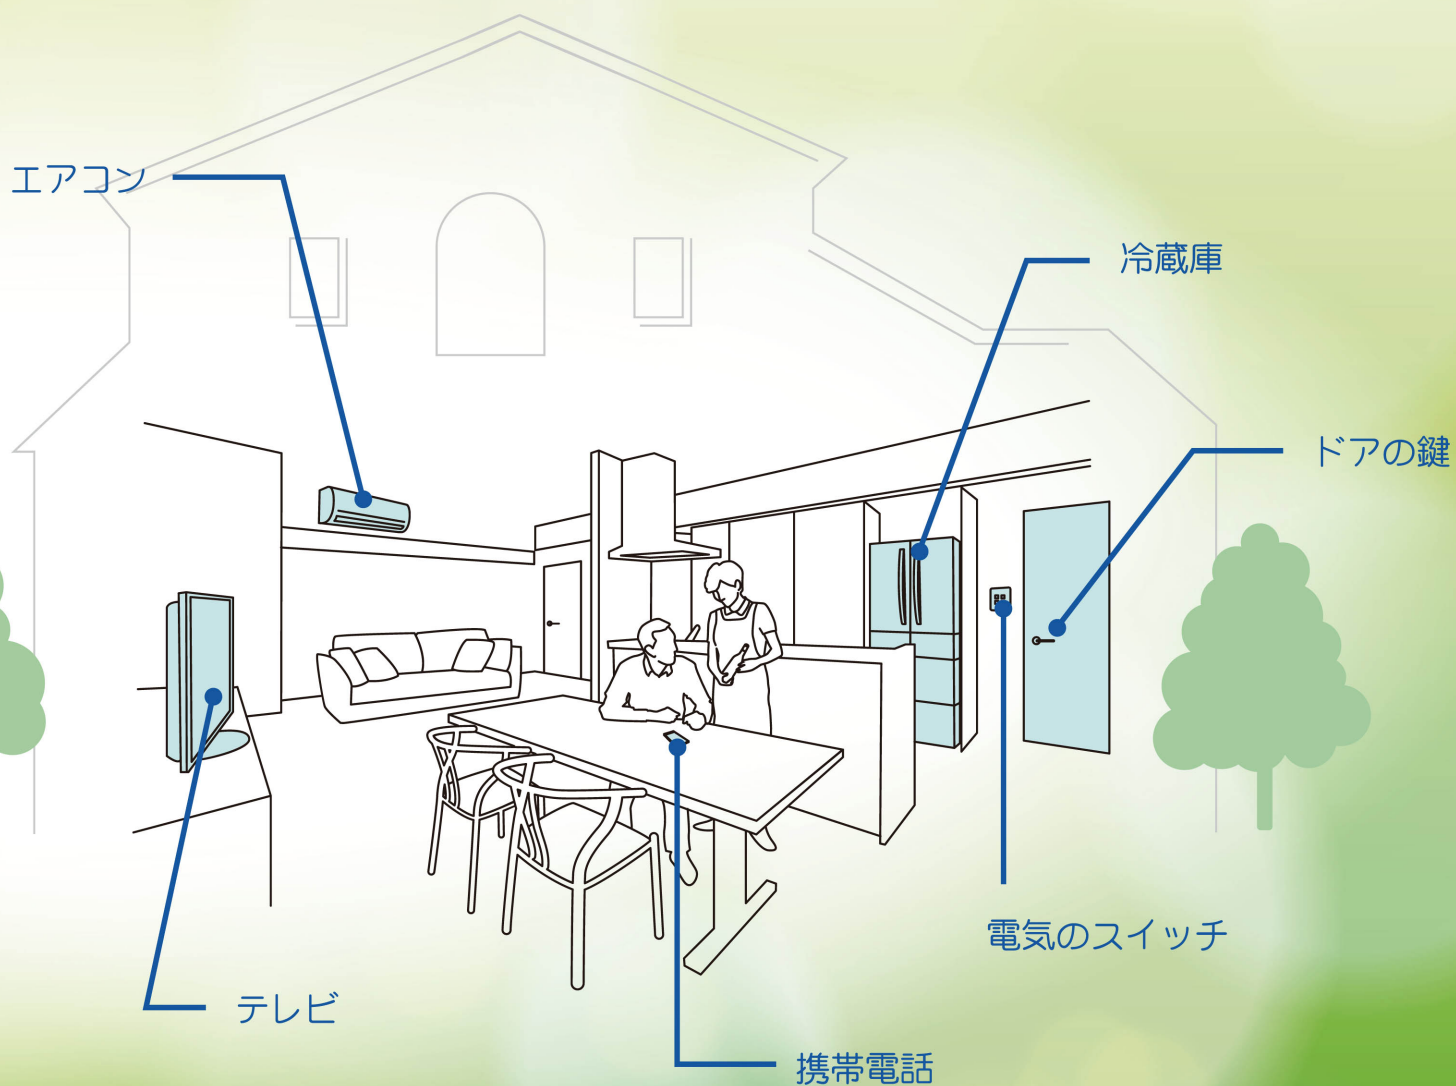 エアコン
冷蔵庫
ドアの鍵
電気のスイッチ
テレビ
携帯電話